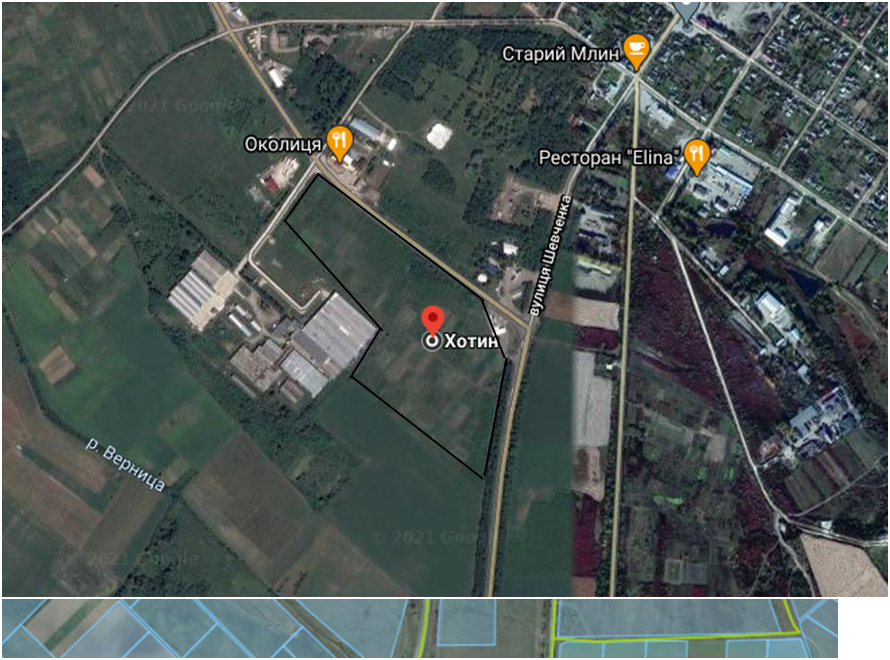 Старий Млин
© 2021 Google
Околиця
Ресторан "Elina"
вулиця Шевченка
Хотин
р. Верница
© 2021 Google
© 2021 Google